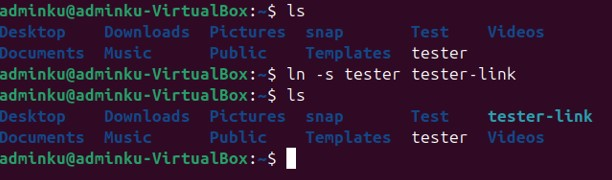 adminku@adminku-VirtualBox:~$ ls
Desktop    Downloads  Pictures  snap       Test    Videos
Documents  Music      Public    Templates  tester
adminku@adminku-VirtualBox:~$ ln -s tester tester-link
adminku@adminku-VirtualBox:~$ ls
Desktop    Downloads  Pictures  snap       Test    tester-link
Documents  Music      Public    Templates  tester  Videos
adminku@adminku-VirtualBox:~$